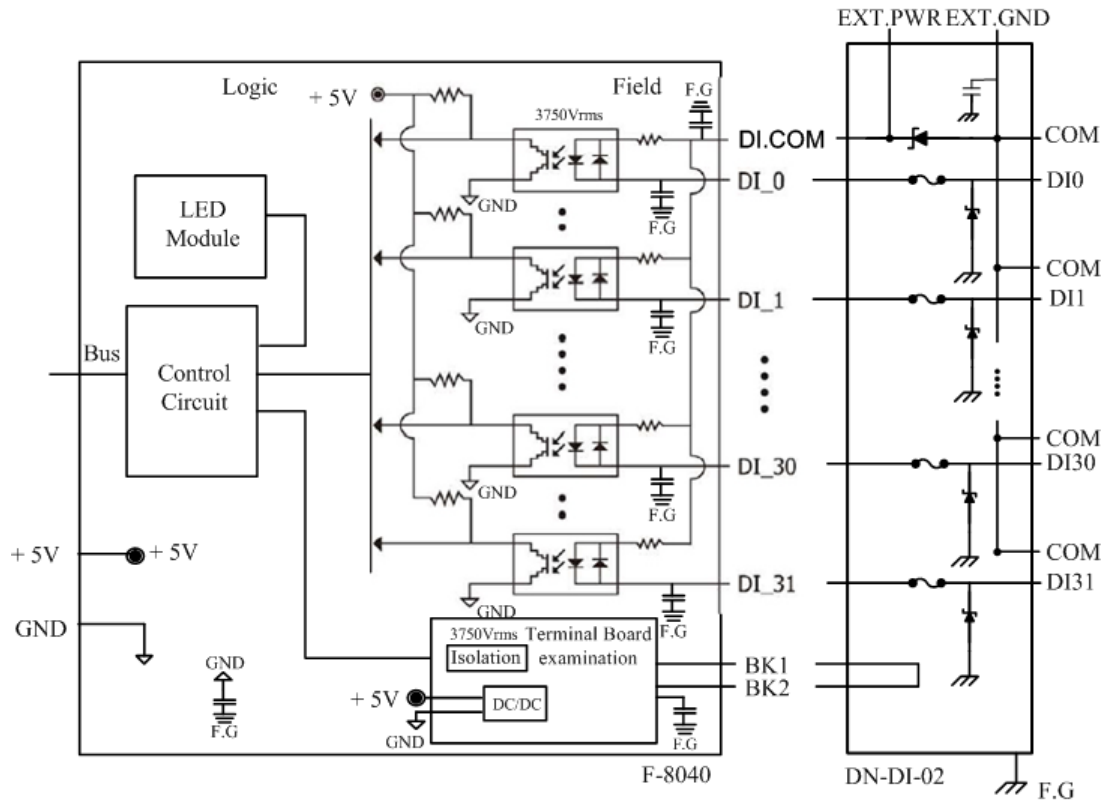 EXT.PWR EXT.GND
Logic
Field
+ 5V
F.G
3750Vrms
DI.COM
COM
DI_0
DI0
GND
F.G
LED
Module
COM
DI_1
DI1
GND
F.G
Bus
Control
Circuit
COM
DI_30
DI30
GND
F.G
COM
+ 5V
+ 5V
DI_31
DI31
GND
F.G
GND
3750Vrms
Terminal Board
examination
Isolation
BK1
BK2
GND
F.G
+ 5V
DC/DC
GND
F.G
F-8040
DN-DI-02
F.G